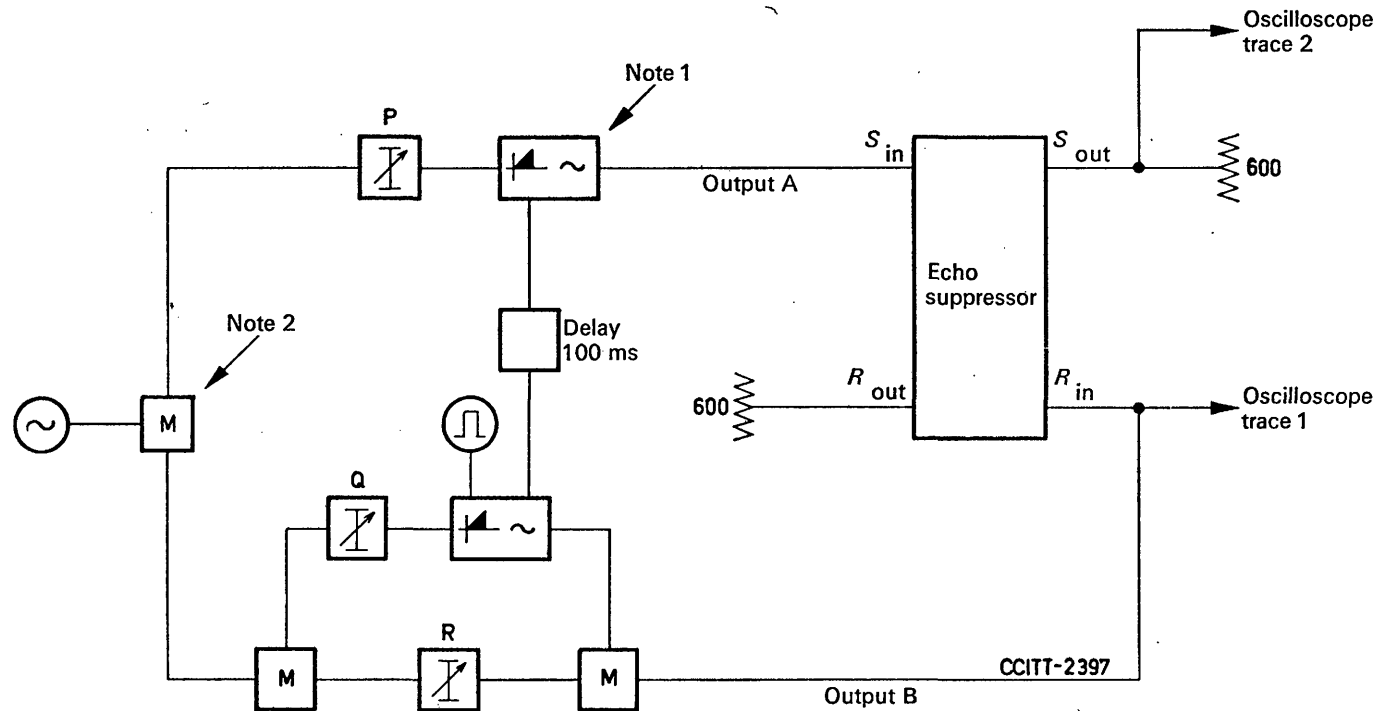 Oscilloscope
trace 2
Note 1
P
S in
S out
600
Output A
Echo
suppressor
Note 2
Delay
100 ms
R out
R in
600
Oscilloscope
trace 1
M
Q
R
M
M
CCITT-2397
Output B